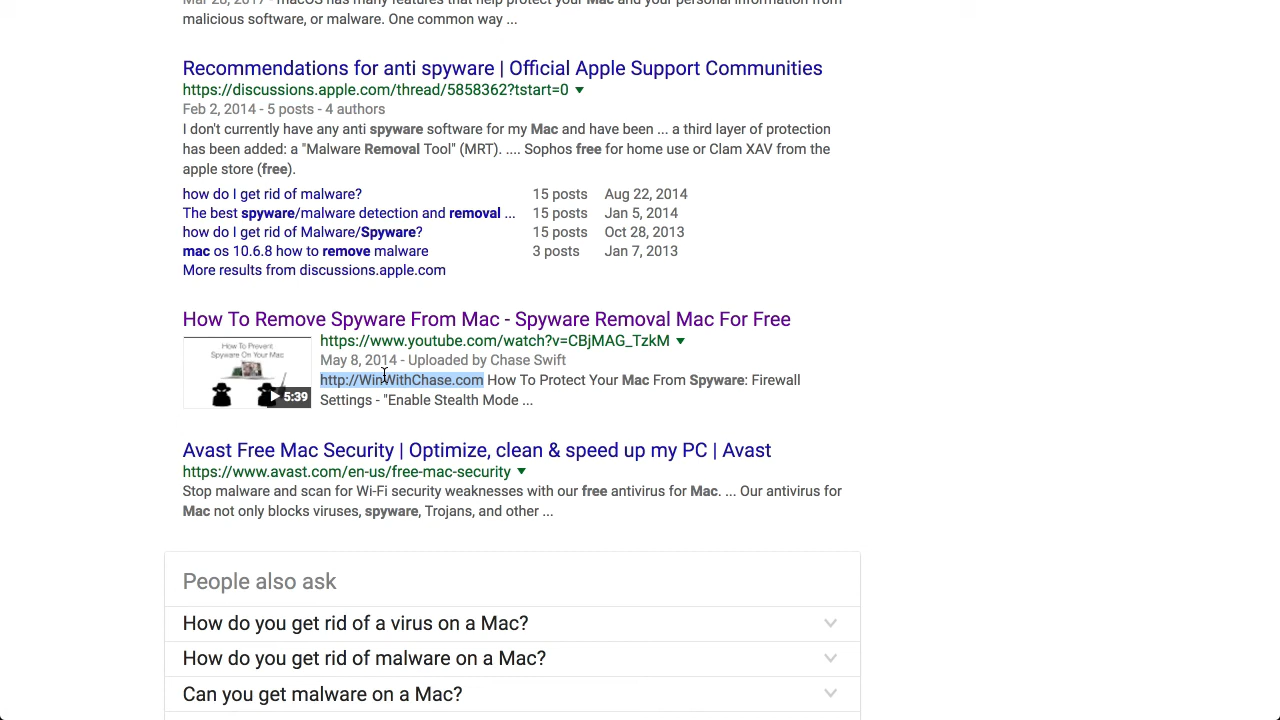 Mar 28, 2017 - macOS has many features that help protect your Mac and your personal information from
malicious software, or malware. One common way ...
Recommendations for anti spyware | Official Apple Support Communities
https://discussions.apple.com/thread/5858362?tstart=0 ▼
Feb 2, 2014 - 5 posts - 4 authors
I don't currently have any anti spyware software for my Mac and have been ... a third layer of protection
has been added: a "Malware Removal Tool" (MRT). .... Sophos free for home use or Clam XAV from the
apple store (free).
how do I get rid of malware? 15 posts Aug 22, 2014
The best spyware/malware detection and removal ... 15 posts Jan 5, 2014
how do I get rid of Malware/Spyware? 15 posts Oct 28, 2013
mac os 10.6.8 how to remove malware 3 posts Jan 7, 2013
More results from discussions.apple.com
How To Remove Spyware From Mac - Spyware Removal Mac For Free
How To Prevent
Spyware On Your Mac
▶ 5:39
https://www.youtube.com/watch?v=CBjMAG_TzkM ▼
May 8, 2014 - Uploaded by Chase Swift
http://WinWithChase.com How To Protect Your Mac From Spyware: Firewall
Settings - "Enable Stealth Mode ...
Avast Free Mac Security | Optimize, clean & speed up my PC | Avast
https://www.avast.com/en-us/free-mac-security ▼
Stop malware and scan for Wi-Fi security weaknesses with our free antivirus for Mac. ... Our antivirus for
Mac not only blocks viruses, spyware, Trojans, and other ...
People also ask
How do you get rid of a virus on a Mac?
How do you get rid of malware on a Mac?
Can you get malware on a Mac?